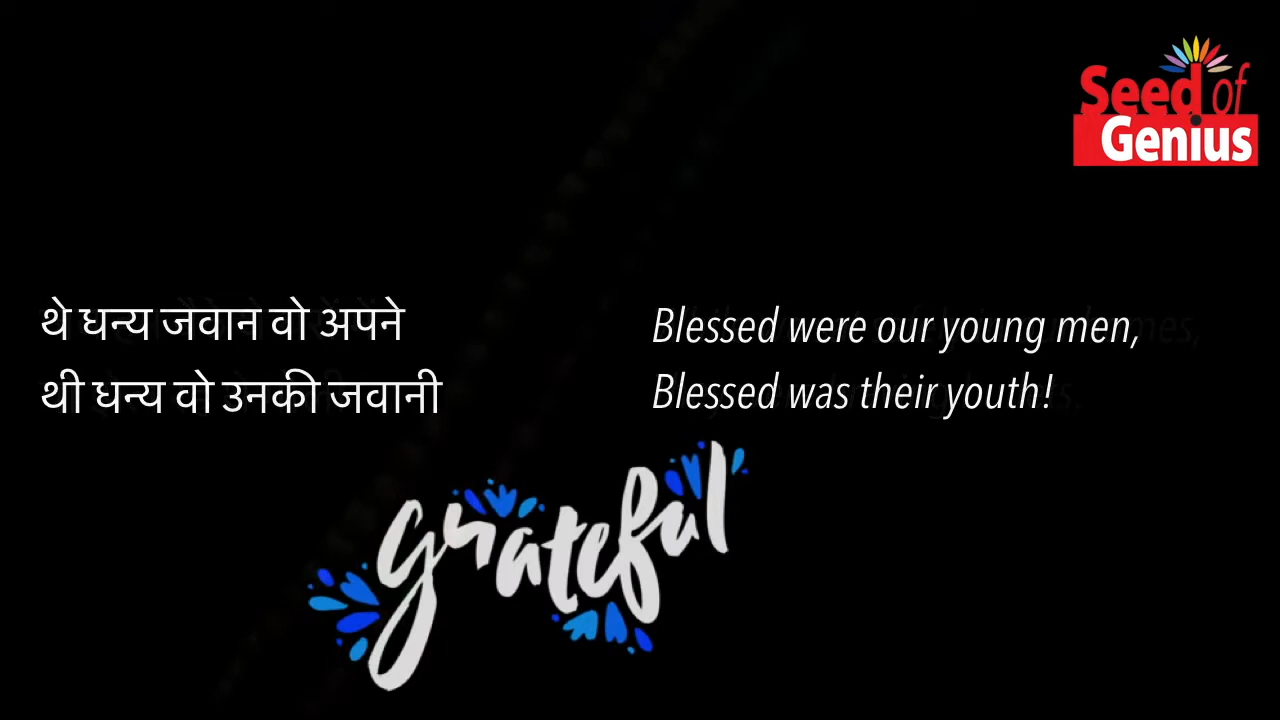 Seed of
Genius
थे धन्य जवान वो अपने
थी धन्य वो उनकी जवानी
Blessed were our young men,
Blessed was their youth!
grateful